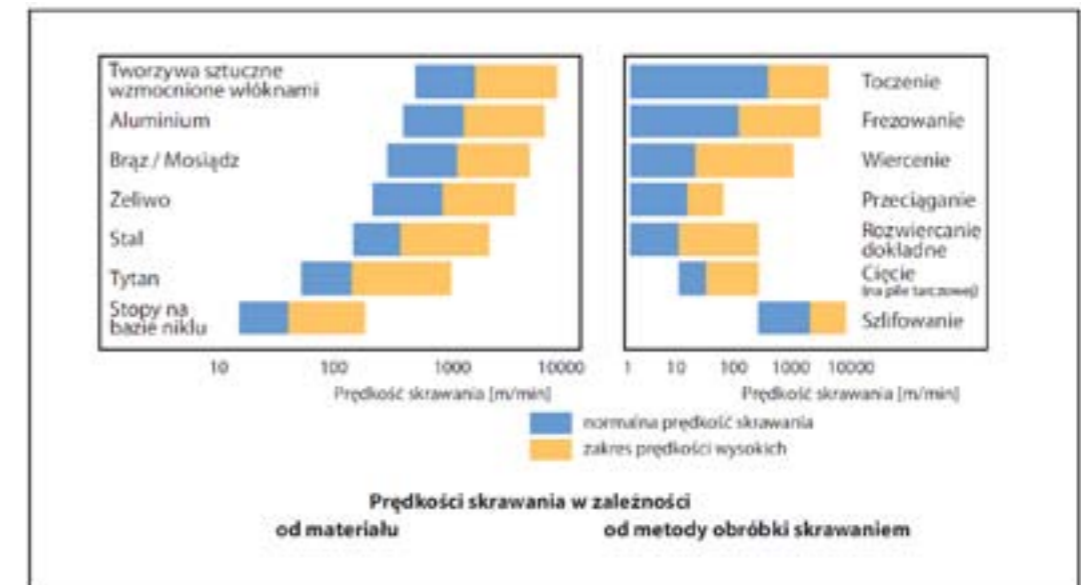 Tworzywa sztuczne
wzmocnione włóknami
Aluminium
Brąz / Mosiądz
Żeliwo
Stal
Tytan
Stopy na
bazie niklu
10 100 1000 10000
Prędkość skrawania [m/min]
Toczenie
Frezowanie
Wiercenie
Przeciąganie
Rozwiercanie
dokładne
Cięcie
(na pile tarczowej)
Szlifowanie
1 10 100 1000 10000
Prędkość skrawania [m/min]
normalna prędkość skrawania
zakres prędkości wysokich
Prędkości skrawania w zależności
od materiału od metody obróbki skrawaniem